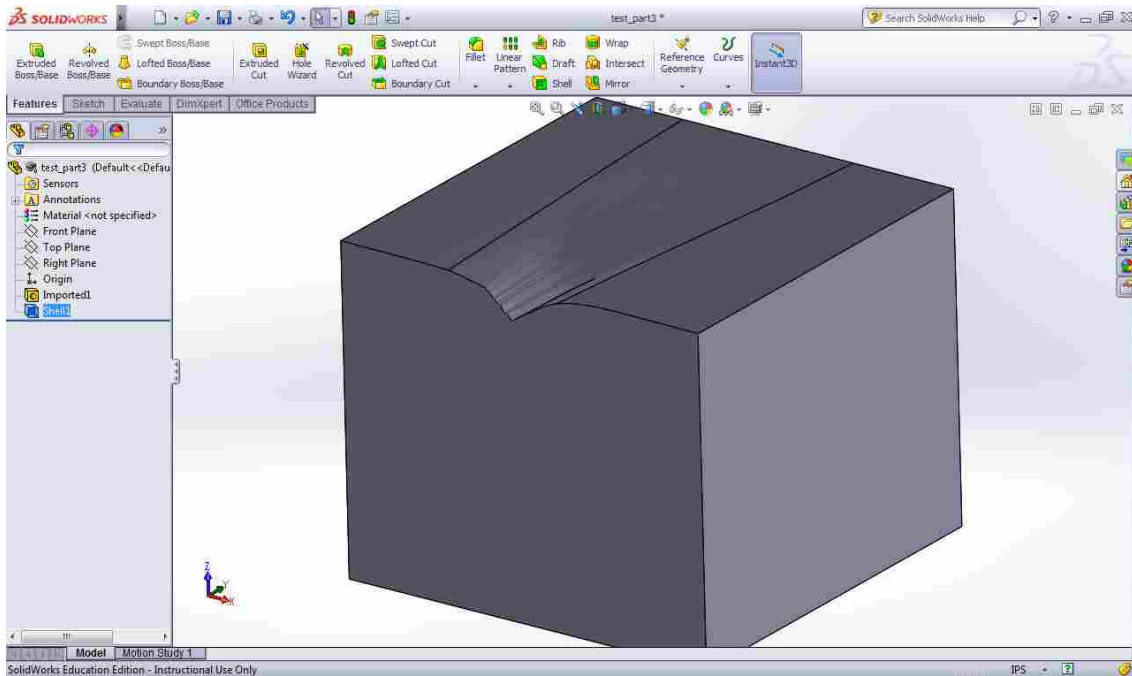 SOLIDWORKS
test_part3 *
Search SolidWorks Help
Extruded Boss/Base
Revolved Boss/Base
Swept Boss/Base
Lofted Boss/Base
Boundary Boss/Base
Extruded Cut
Hole Wizard
Revolved Cut
Swept Cut
Lofted Cut
Boundary Cut
Fillet
Linear Pattern
Rib
Draft
Shell
Wrap
Intersect
Mirror
Reference Geometry
Curves
Instant3D
Features Sketch Evaluate DimXpert Office Products
test_part3 (Default<<Defau
Sensors
Annotations
Material <not specified>
Front Plane
Top Plane
Right Plane
Origin
Imported1
Shell1
Z
Y
X
Model Motion Study 1
SolidWorks Education Edition - Instructional Use Only
IPS